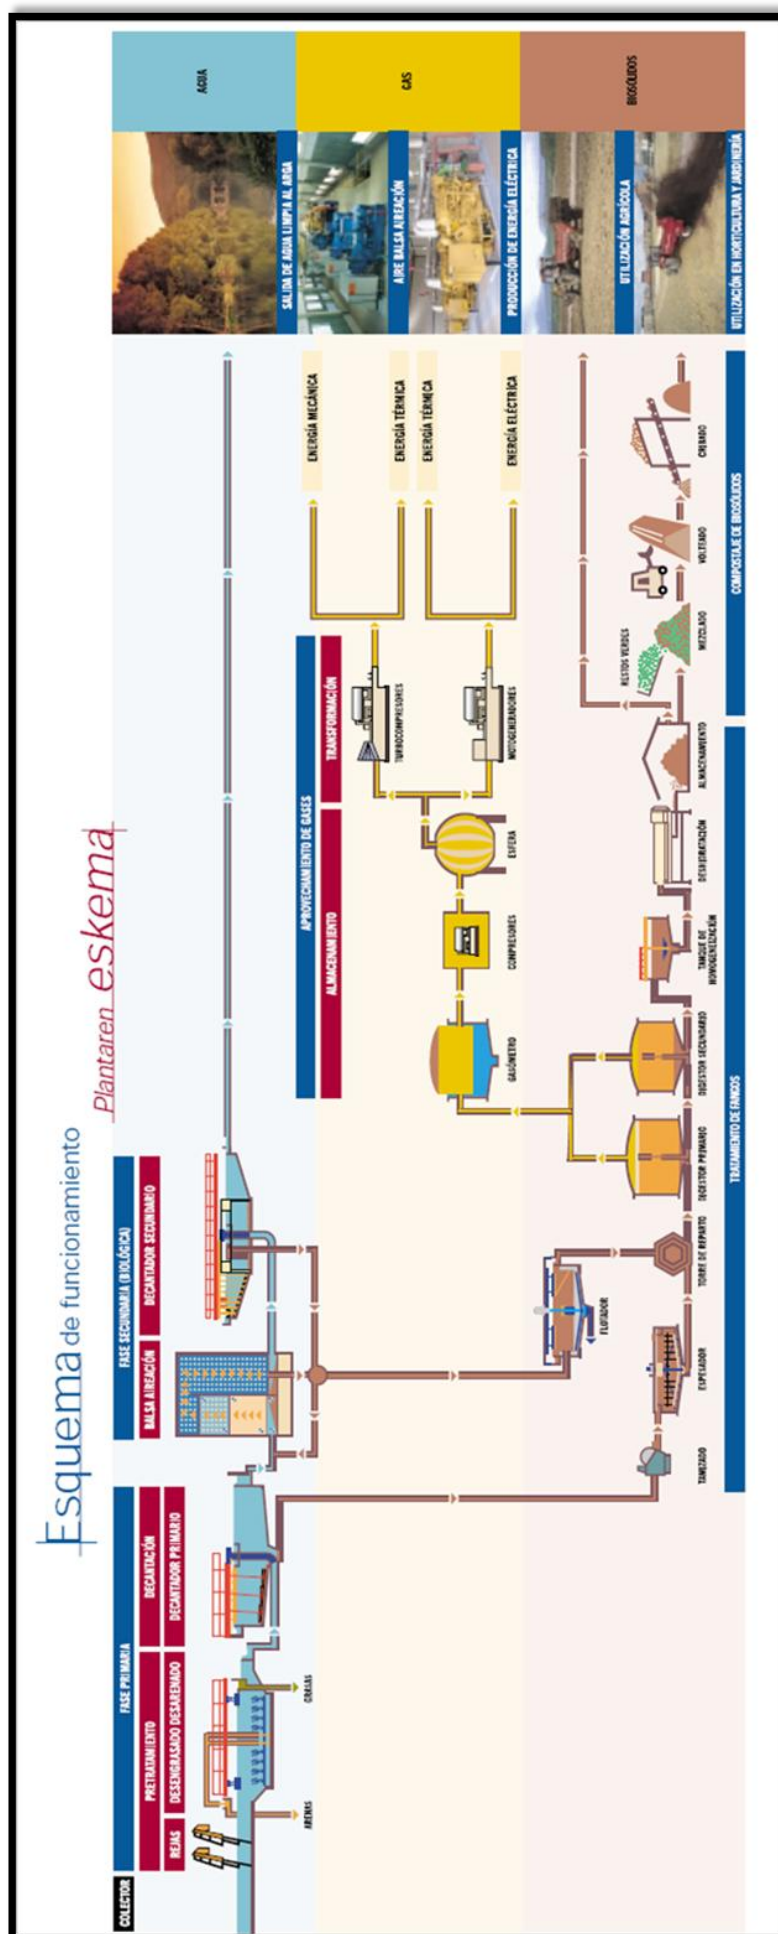 Esquema de funcionamiento
Plantaren eskema
COLECTOR
FASE PRIMARIA
PRETRATAMIENTO
DECANTACIÓN
REJAS
DESENGRASADO DESARENADO
DECANTADOR PRIMARIO
FASE SECUNDARIA (BIOLÓGICA)
BALSA AIREACIÓN
DECANTADOR SECUNDARIO
ARENAS
GRASAS
AGUA
SALIDA DE AGUA LIMPIA AL ARGA
APROVECHAMIENTO DE GASES
ALMACENAMIENTO
TRANSFORMACIÓN
GASÓMETRO
COMPRESORES
ESFERA
TURBOCOMPRESORES
MOTOGENERADORES
ENERGÍA MECÁNICA
ENERGÍA TÉRMICA
ENERGÍA TÉRMICA
ENERGÍA ELÉCTRICA
GAS
AIRE BALSA AIREACIÓN
PRODUCCIÓN DE ENERGÍA ELÉCTRICA
FLOTADOR
TAMIZADO
ESPESADOR
TORRE DE REPARTO
DIGESTOR PRIMARIO
DIGESTOR SECUNDARIO
TANQUE DE
HOMOGENEIZACIÓN
DESHIDRATACIÓN
ALMACENAMIENTO
RESTOS VERDES
MEZCLADO
VOLTEADO
CRIBADO
TRATAMIENTO DE FANGOS
COMPOSTAJE DE BIOSÓLICOS
BIOSÓLIDOS
UTILIZACIÓN AGRÍCOLA
UTILIZACIÓN EN HORTICULTURA Y JARDINERÍA